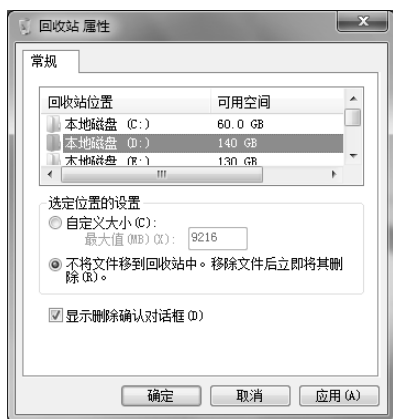 回收站 属性
常规
回收站位置 可用空间
本地磁盘 (C:) 60.0 GB
本地磁盘 (D:) 140 GB
本地磁盘 (E:) 130 GB
选定位置的设置
自定义大小(C):
最大值(MB)(X): 9216
不将文件移到回收站中。移除文件后立即将其删
除(R)。
显示删除确认对话框(D)
确定 取消 应用(A)